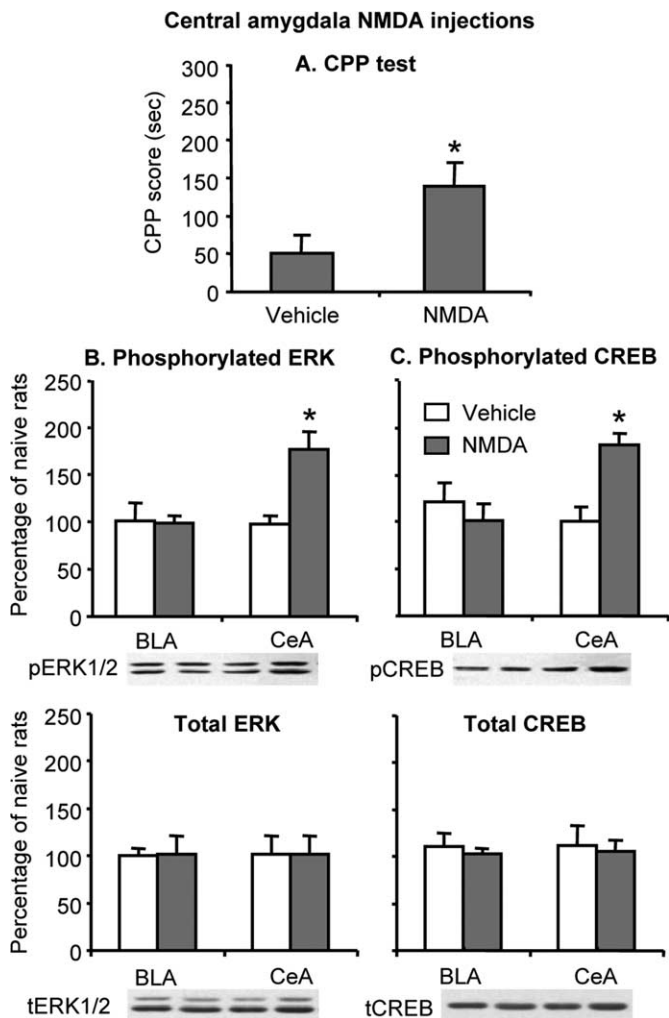 Central amygdala NMDA injections
A. CPP test
CPP score (sec)
300
250
200
150
100
50
0
*
Vehicle
NMDA
B. Phosphorylated ERK
Percentage of naive rats
250
200
150
100
50
0
*
BLA
CeA
pERK1/2
C. Phosphorylated CREB
Vehicle
NMDA
*
BLA
CeA
pCREB
Total ERK
Percentage of naive rats
250
200
150
100
50
0
BLA
CeA
tERK1/2
Total CREB
BLA
CeA
tCREB